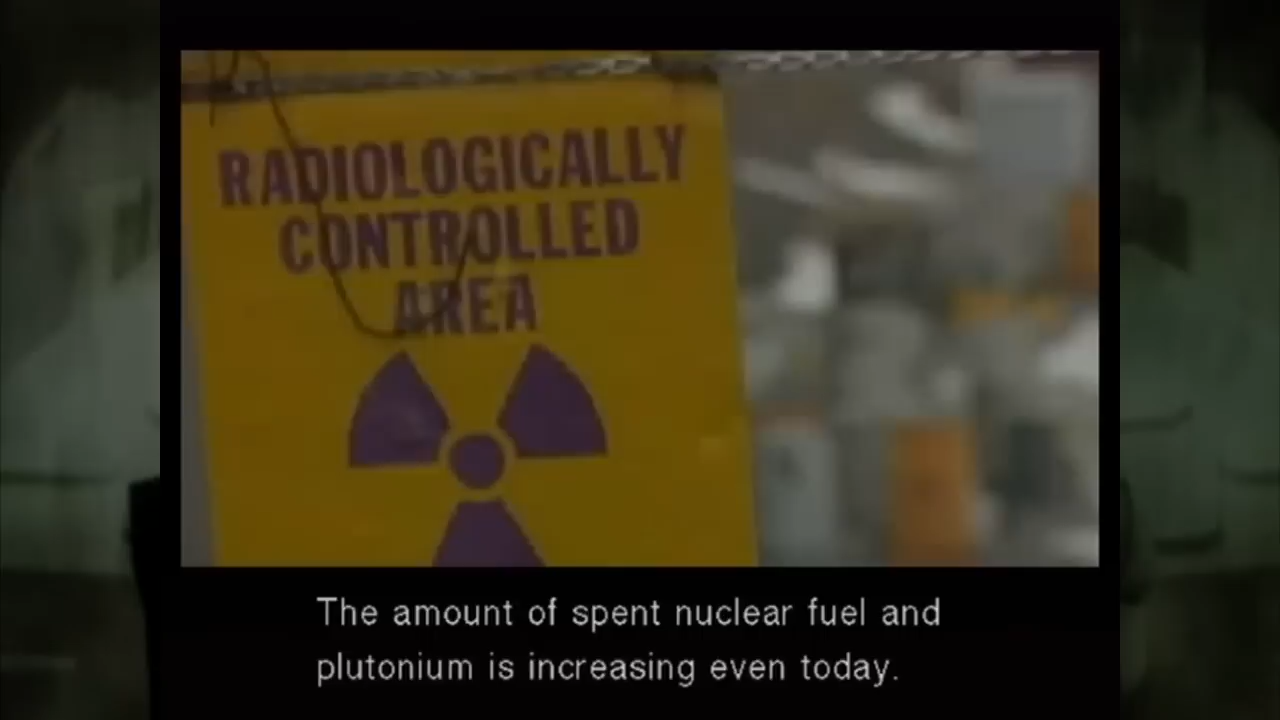 RADIOLOGICALLY
CONTROLLED
AREA
The amount of spent nuclear fuel and
plutonium is increasing even today.